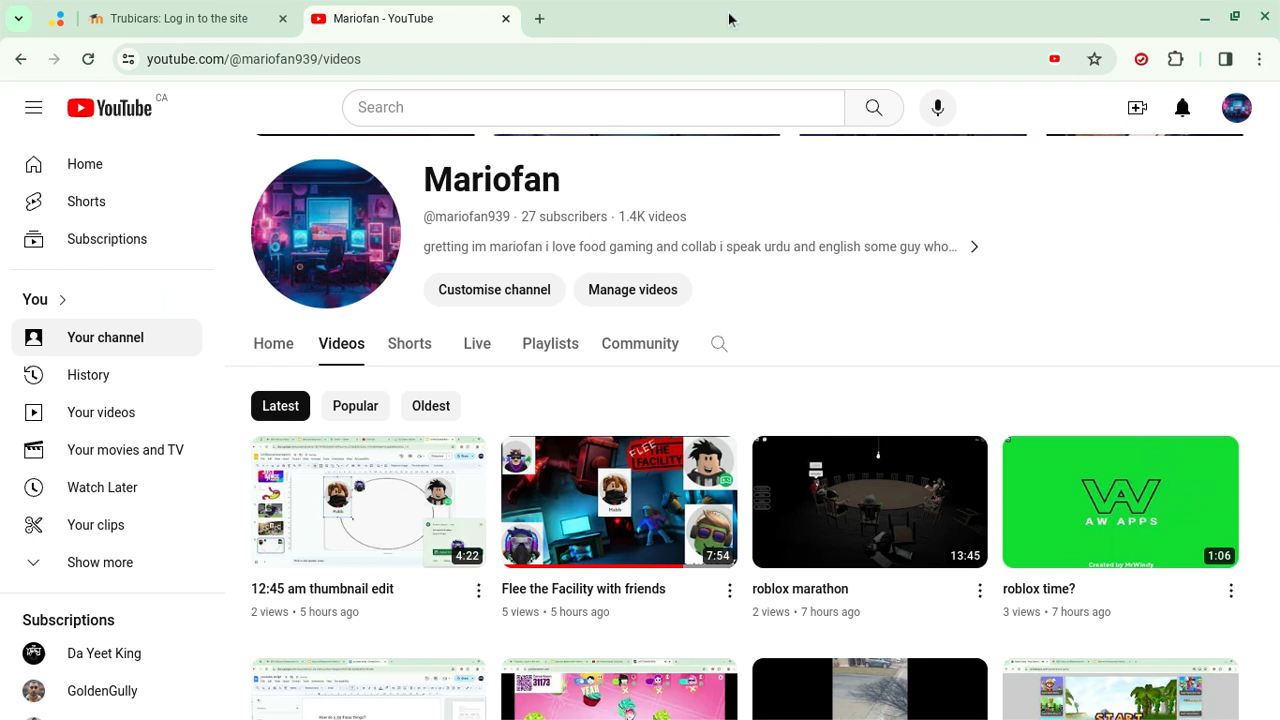 Trubicars: Log in to the site
Mariofan - YouTube
youtube.com/@mariofan939/videos
YouTube CA
Search
Home
Shorts
Subscriptions
You
Your channel
History
Your videos
Your movies and TV
Watch Later
Your clips
Show more
Subscriptions
Da Yeet King
GoldenGully
Mariofan
@mariofan939 · 27 subscribers · 1.4K videos
gretting im mariofan i love food gaming and collab i speak urdu and english some guy who…
Customise channel
Manage videos
Home
Videos
Shorts
Live
Playlists
Community
Latest
Popular
Oldest
4:22
12:45 am thumbnail edit
2 views • 5 hours ago
FLEE THE FACILITY
7:54
Flee the Facility with friends
5 views • 5 hours ago
13:45
roblox marathon
2 views • 7 hours ago
AW APPS
Created by MrWindy
1:06
roblox time?
3 views • 7 hours ago
31173
START